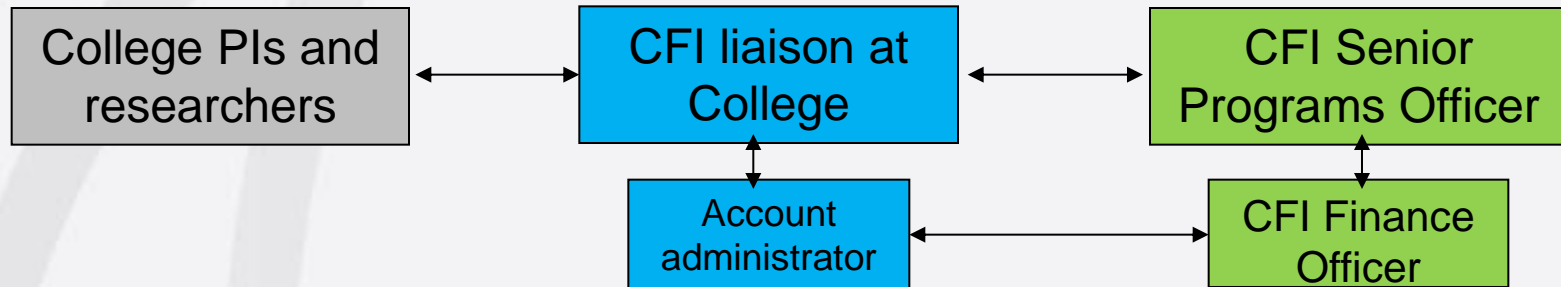 College PIs and
researchers
CFI liaison at
College
CFI Senior
Programs Officer
Account
administrator
CFI Finance
Officer